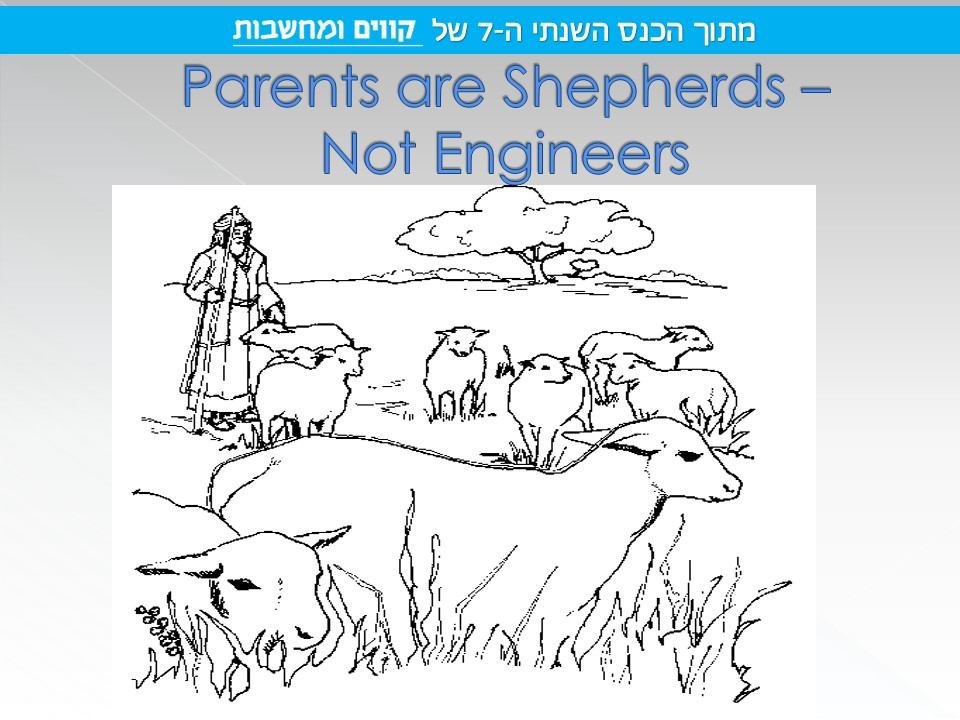 מתוך הכנס השנתי ה-7 של קווים ומחשבות
Parents are Shepherds –
Not Engineers